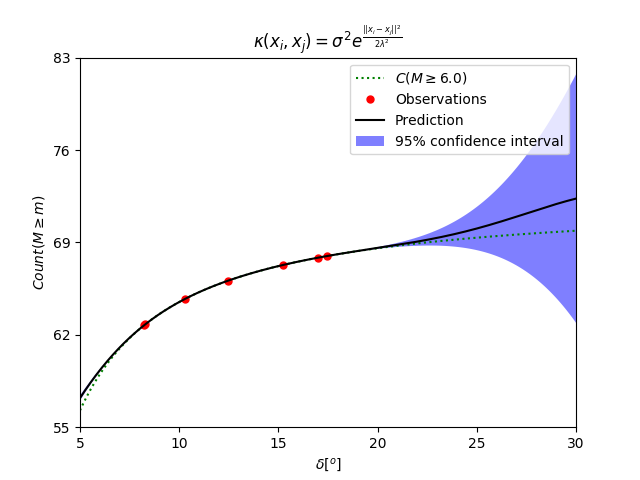 κ(x_i, x_j) = σ²e^{\frac{||x_i − x_j||²}{2λ²}}
83
76
69
62
55
Count(M ≥ m)
C(M ≥ 6.0)
Observations
Prediction
95% confidence interval
5 10 15 20 25 30
δ[°]